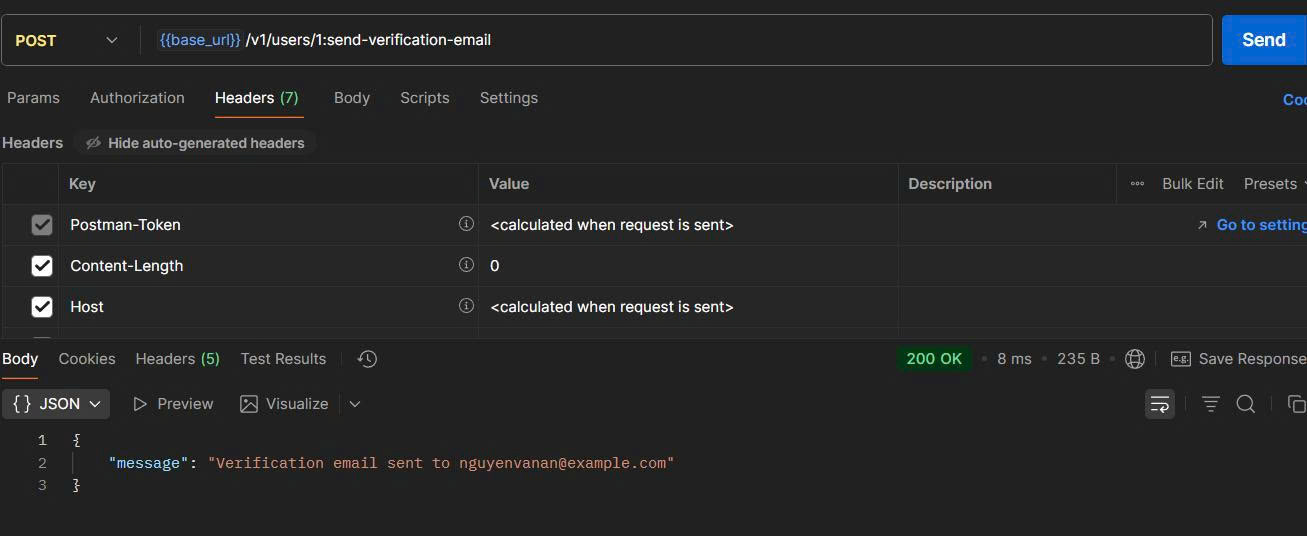 POST {{base_url}} /v1/users/1:send-verification-email Send
Params Authorization Headers (7) Body Scripts Settings
Headers Hide auto-generated headers
Key Value Description Bulk Edit Presets
Postman-Token <calculated when request is sent> Go to setting
Content-Length 0
Host <calculated when request is sent>
Body Cookies Headers (5) Test Results 200 OK 8 ms 235 B e.g. Save Response
{} JSON Preview Visualize
1 {
2 "message": "Verification email sent to nguyenvanan@example.com"
3 }